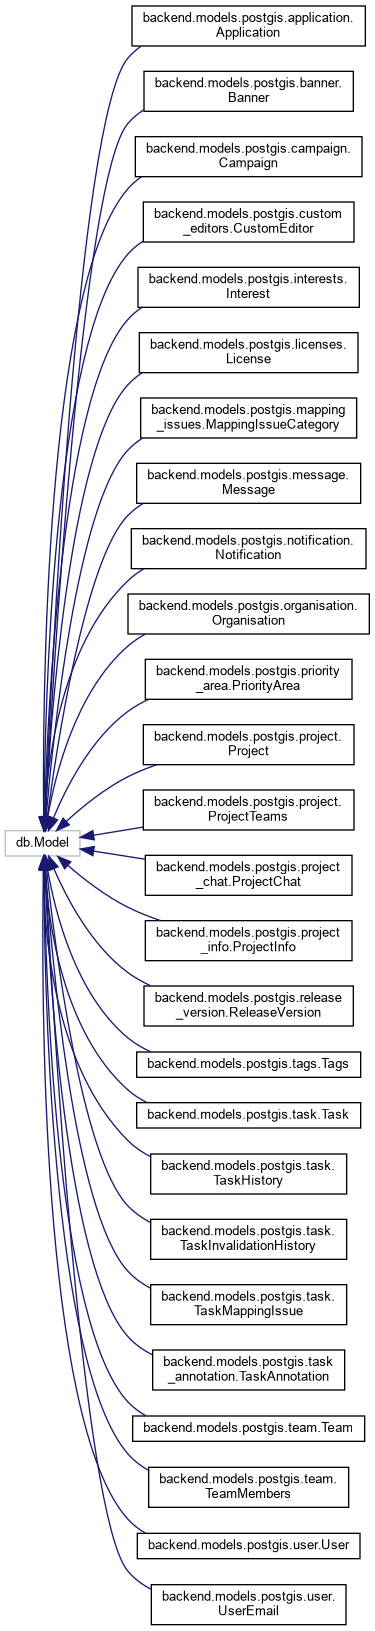 backend.models.postgis.application.
Application
backend.models.postgis.banner.
Banner
backend.models.postgis.campaign.
Campaign
backend.models.postgis.custom
_editors.CustomEditor
backend.models.postgis.interests.
Interest
backend.models.postgis.licenses.
License
backend.models.postgis.mapping
_issues.MappingIssueCategory
backend.models.postgis.message.
Message
backend.models.postgis.notification.
Notification
backend.models.postgis.organisation.
Organisation
backend.models.postgis.priority
_area.PriorityArea
backend.models.postgis.project.
Project
backend.models.postgis.project.
ProjectTeams
db.Model
backend.models.postgis.project
_chat.ProjectChat
backend.models.postgis.project
_info.ProjectInfo
backend.models.postgis.release
_version.ReleaseVersion
backend.models.postgis.tags.Tags
backend.models.postgis.task.Task
backend.models.postgis.task.
TaskHistory
backend.models.postgis.task.
TaskInvalidationHistory
backend.models.postgis.task.
TaskMappingIssue
backend.models.postgis.task
_annotation.TaskAnnotation
backend.models.postgis.team.Team
backend.models.postgis.team.
TeamMembers
backend.models.postgis.user.User
backend.models.postgis.user.
UserEmail